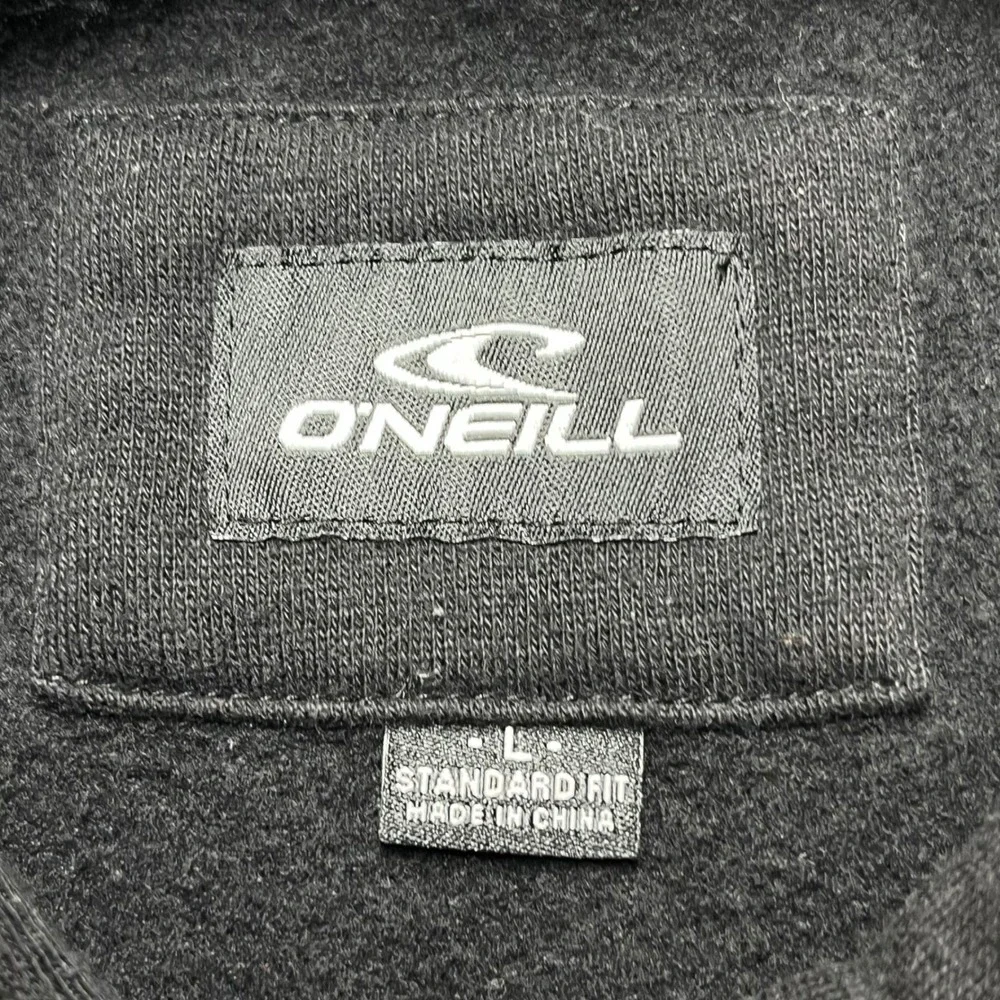 O'NEILL
· L ·
STANDARD FIT
MADE IN CHINA